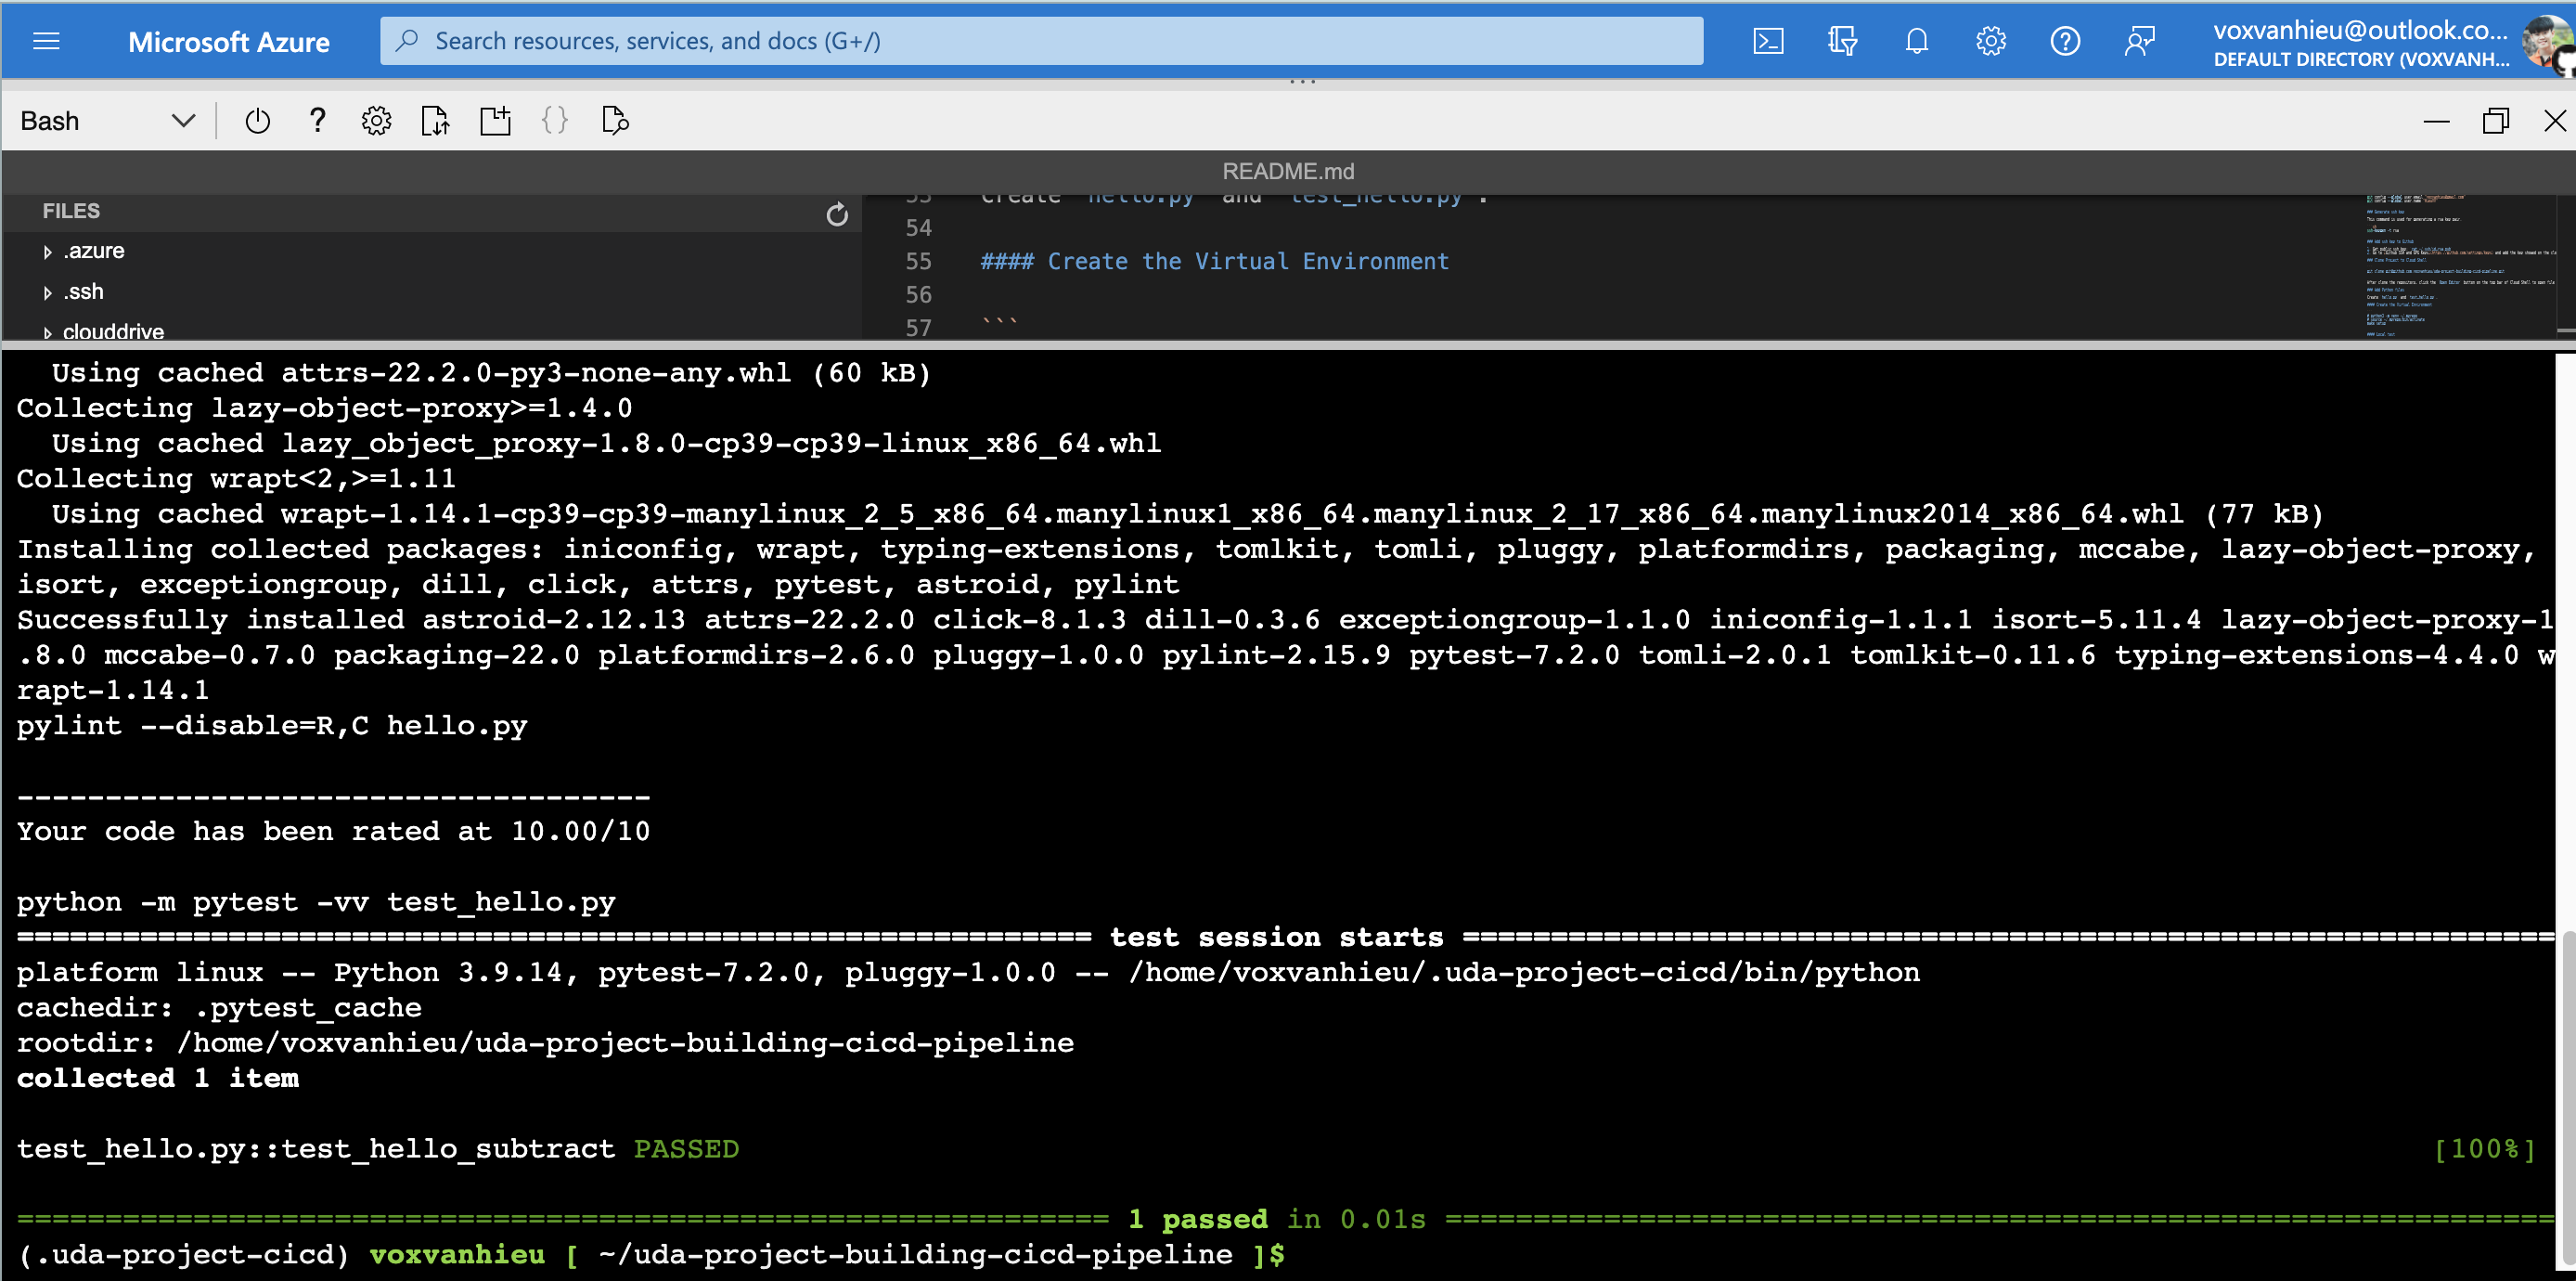 Microsoft Azure
Search resources, services, and docs (G+/)
voxvanhieu@outlook.co...
DEFAULT DIRECTORY (VOXVANH...
Bash
README.md
FILES
.azure
.ssh
clouddrive
53 Create `hello.py` and `test_hello.py`.
54
55 #### Create the Virtual Environment
56
57 ```
  Using cached attrs-22.2.0-py3-none-any.whl (60 kB)
Collecting lazy-object-proxy>=1.4.0
  Using cached lazy_object_proxy-1.8.0-cp39-cp39-linux_x86_64.whl
Collecting wrapt<2,>=1.11
  Using cached wrapt-1.14.1-cp39-cp39-manylinux_2_5_x86_64.manylinux1_x86_64.manylinux_2_17_x86_64.manylinux2014_x86_64.whl (77 kB)
Installing collected packages: iniconfig, wrapt, typing-extensions, tomlkit, tomli, pluggy, platformdirs, packaging, mccabe, lazy-object-proxy,
isort, exceptiongroup, dill, click, attrs, pytest, astroid, pylint
Successfully installed astroid-2.12.13 attrs-22.2.0 click-8.1.3 dill-0.3.6 exceptiongroup-1.1.0 iniconfig-1.1.1 isort-5.11.4 lazy-object-proxy-1
.8.0 mccabe-0.7.0 packaging-22.0 platformdirs-2.6.0 pluggy-1.0.0 pylint-2.15.9 pytest-7.2.0 tomli-2.0.1 tomlkit-0.11.6 typing-extensions-4.4.0 w
rapt-1.14.1
pylint --disable=R,C hello.py
------------------------------------
Your code has been rated at 10.00/10
python -m pytest -vv test_hello.py
============================================================= test session starts ==============================================================
platform linux -- Python 3.9.14, pytest-7.2.0, pluggy-1.0.0 -- /home/voxvanhieu/.uda-project-cicd/bin/python
cachedir: .pytest_cache
rootdir: /home/voxvanhieu/uda-project-building-cicd-pipeline
collected 1 item
test_hello.py::test_hello_subtract PASSED [100%]
============================================================== 1 passed in 0.01s ===============================================================
(.uda-project-cicd) voxvanhieu [ ~/uda-project-building-cicd-pipeline ]$